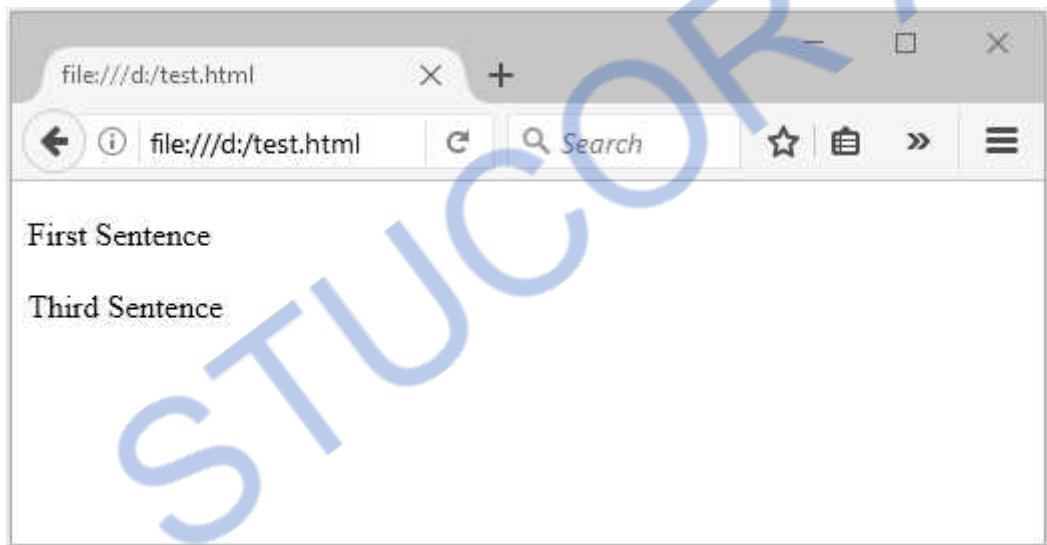 file:///d:/test.html
file:///d:/test.html
Search
First Sentence
Third Sentence
STUCOR